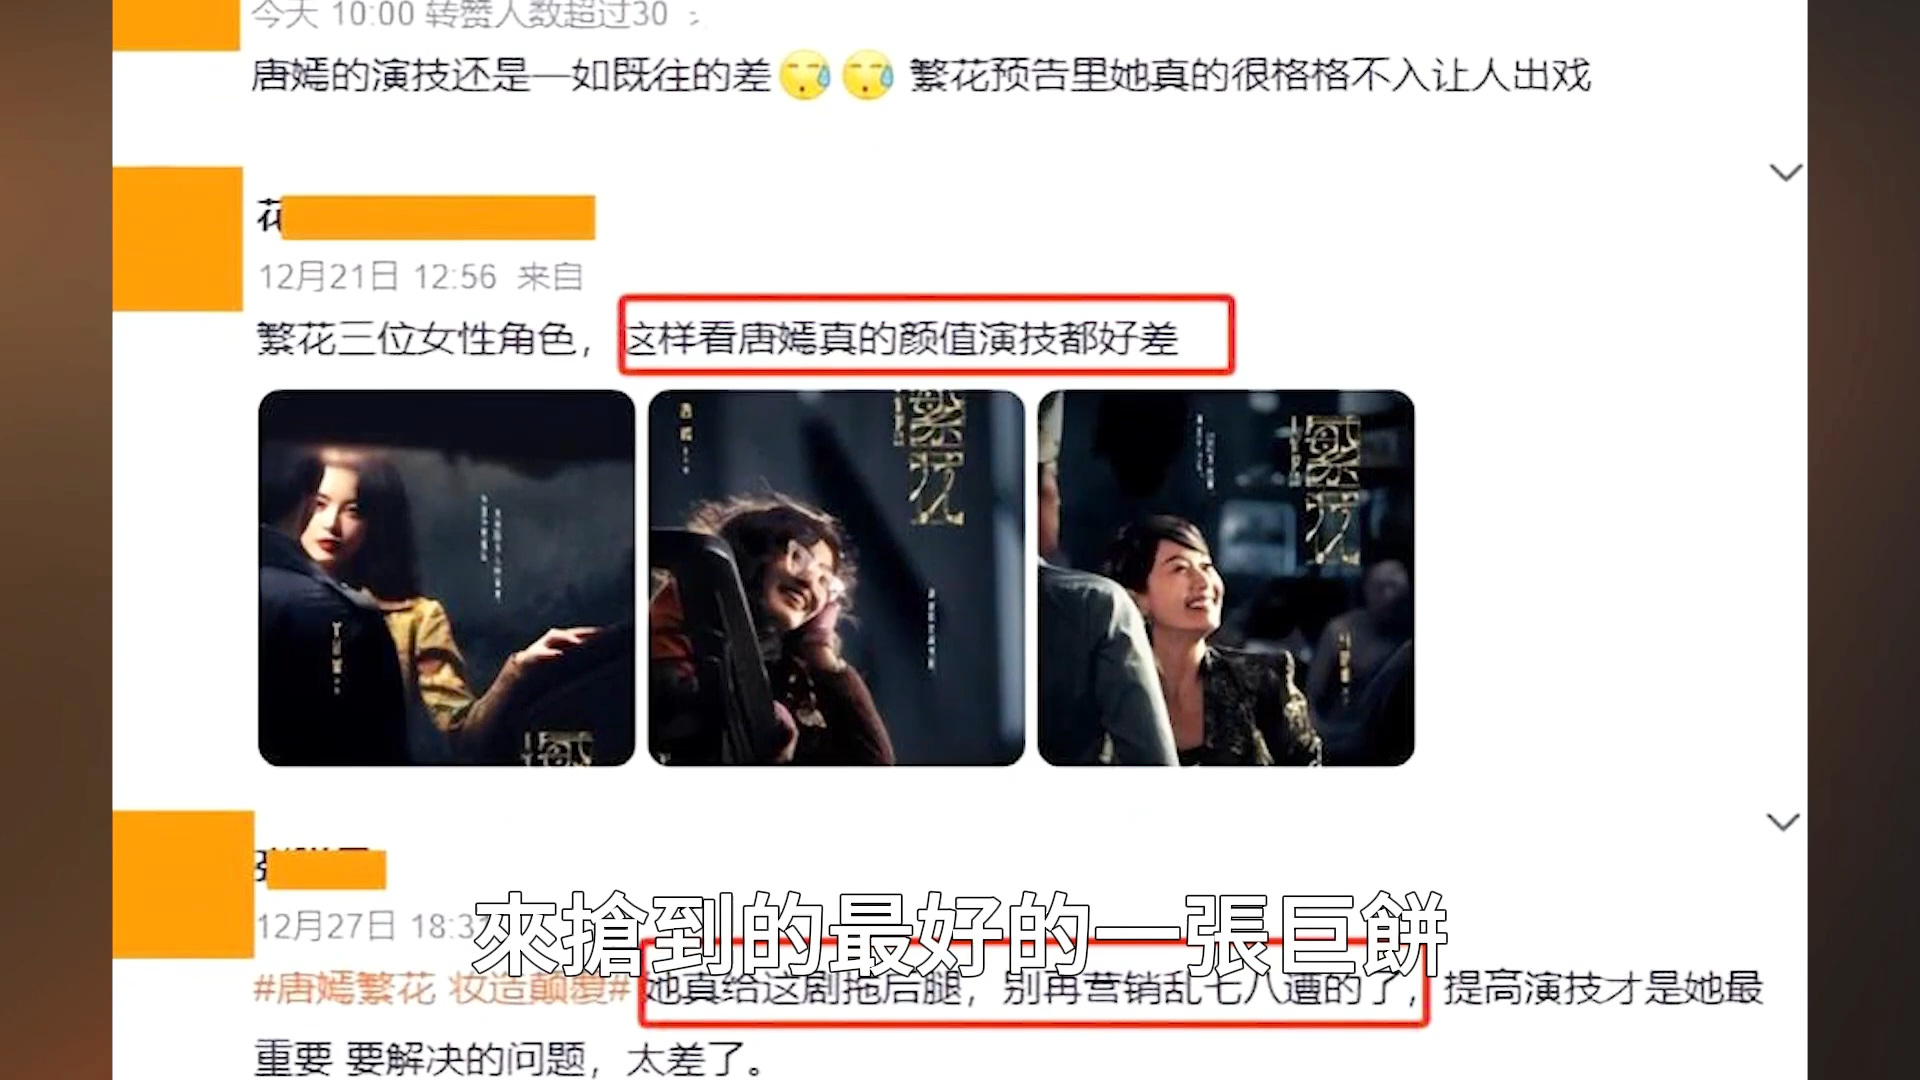 今天 10:00 转赞人数超过30
唐嫣的演技还是一如既往的差 繁花预告里她真的很格格不入让人出戏
花
12月21日 12:56 来自
繁花三位女性角色，这样看唐嫣真的颜值演技都好差
繁花
繁花
12月27日 18:3
來搶到的最好的一張巨餅
#唐嫣繁花 妆造颠覆# 她真给这剧拖后腿，别再营销乱七八遭的了，提高演技才是她最
重要 要解决的问题，太差了。